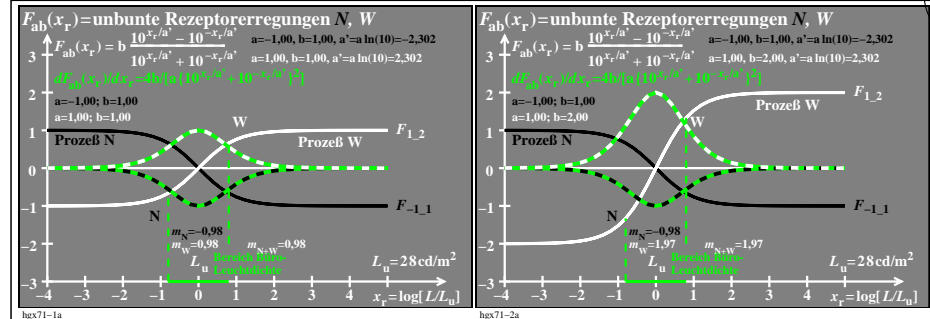 F_ab(x_r)=unbunte Rezeptorerregungen N, W
F_ab(x_r) = b (10^{x_r/a’} − 10^{−x_r/a’}) / (10^{x_r/a’} + 10^{−x_r/a’})
a=−1,00, b=1,00, a’=a ln(10)=−2,302
a=1,00, b=1,00, a’=a ln(10)=2,302
dF_ab(x_r)/dx_r=4b/[a{10^{x_r/a’}+10^{−x_r/a’}}^2]
a=−1,00; b=1,00
a=1,00; b=1,00
3
2
1
0
−1
−2
−3
W
F_1_2
Prozeß N
Prozeß W
F_−1_1
N
m_N=−0,98
m_W=0,98
m_{N+W}=0,98
L_u
Bereich Büro-
Leuchtdichte
L_u=28cd/m^2
−4 −3 −2 −1 0 1 2 3 4 5
x_r=log[L/L_u]
hgx71-1a
F_ab(x_r)=unbunte Rezeptorerregungen N, W
F_ab(x_r) = b (10^{x_r/a’} − 10^{−x_r/a’}) / (10^{x_r/a’} + 10^{−x_r/a’})
a=−1,00, b=1,00, a’=a ln(10)=−2,302
a=1,00, b=2,00, a’=a ln(10)=2,302
dF_ab(x_r)/dx_r=4b/[a{10^{x_r/a’}+10^{−x_r/a’}}^2]
a=−1,00; b=1,00
a=1,00; b=2,00
3
2
1
0
−1
−2
−3
F_1_2
Prozeß W
W
Prozeß N
F_−1_1
N
m_N=−0,98
m_W=1,97
m_{N+W}=1,97
L_u
Bereich Büro-
Leuchtdichte
L_u=28cd/m^2
−4 −3 −2 −1 0 1 2 3 4 5
x_r=log[L/L_u]
hgx71-2a